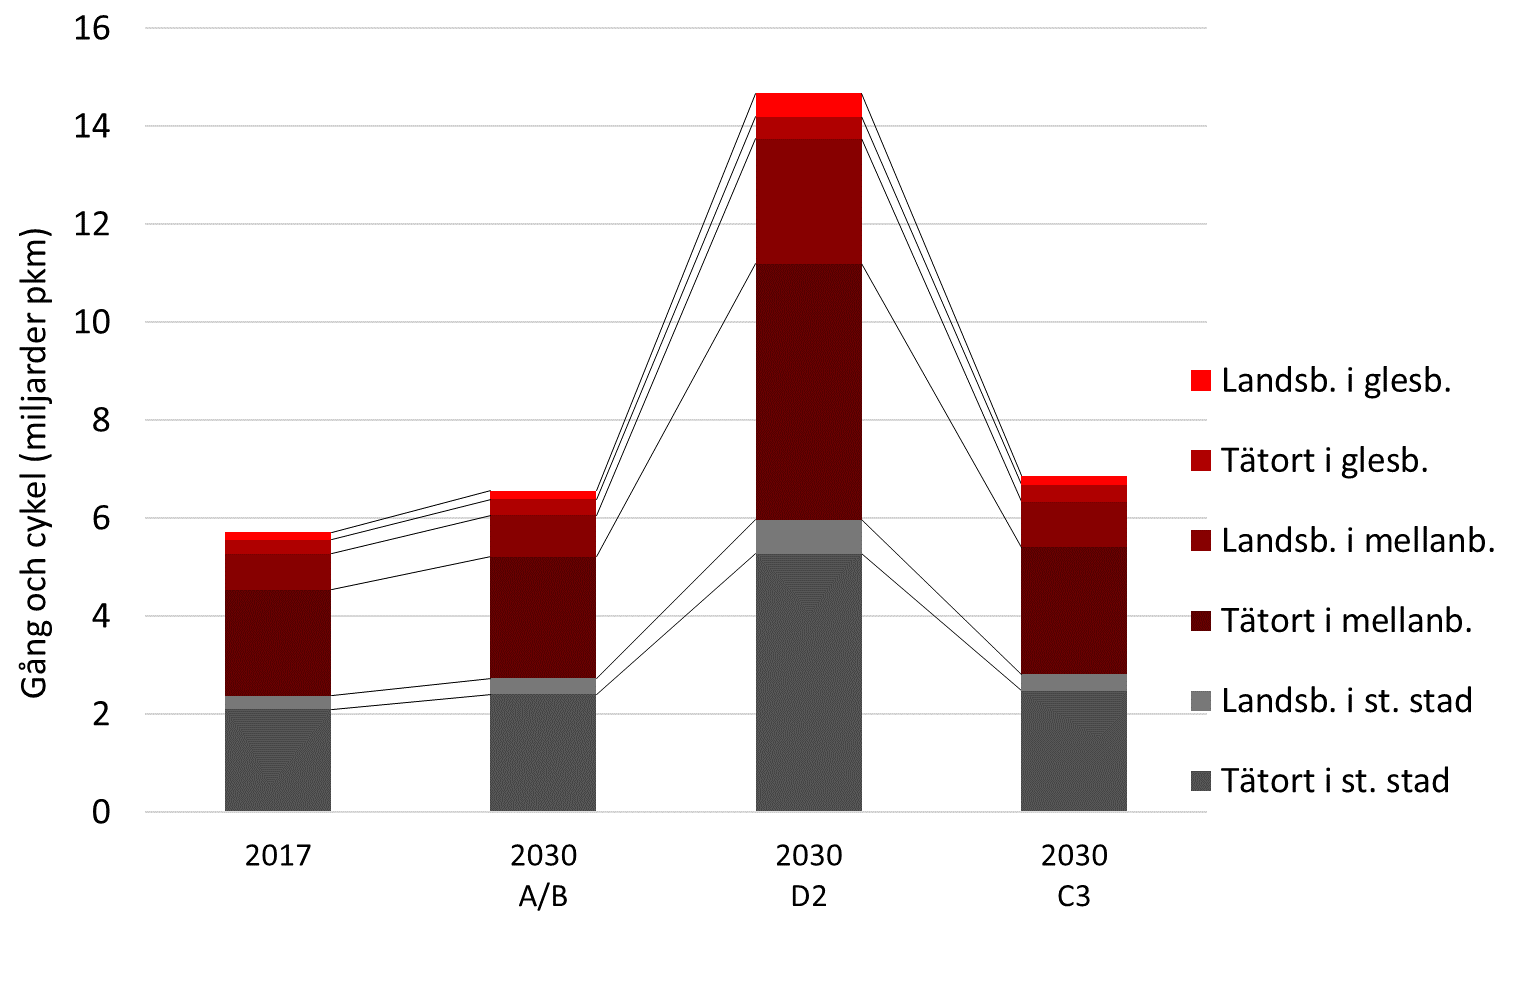 16
14
12
10
8
6
4
2
0
Gång och cykel (miljarder pkm)
2017
2030
A/B
2030
D2
2030
C3
Landsb. i glesb.
Tätort i glesb.
Landsb. i mellanb.
Tätort i mellanb.
Landsb. i st. stad
Tätort i st. stad